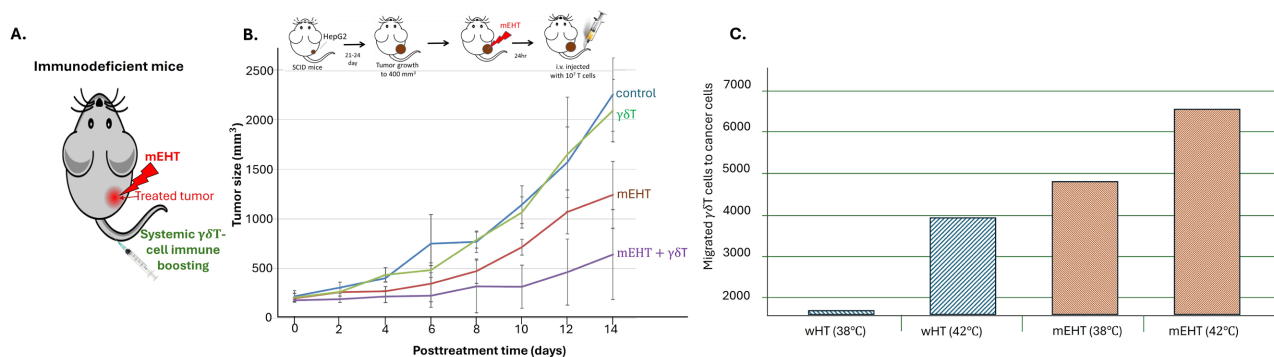 A.
Immunodeficient mice
mEHT
Treated tumor
Systemic γδT-
cell immune
boosting
B.
HepG2
SCID mice
21-24
day
Tumor growth
to 400 mm³
mEHT
24hr
i.v. injected
with 10⁷ T cells
Tumor size (mm³)
2500
2000
1500
1000
500
0
0 2 4 6 8 10 12 14
Posttreatment time (days)
control
γδT
mEHT
mEHT + γδT
C.
Migrated γδT cells to cancer cells
7000
6000
5000
4000
3000
2000
wHT (38°C) wHT (42°C) mEHT (38°C) mEHT (42°C)